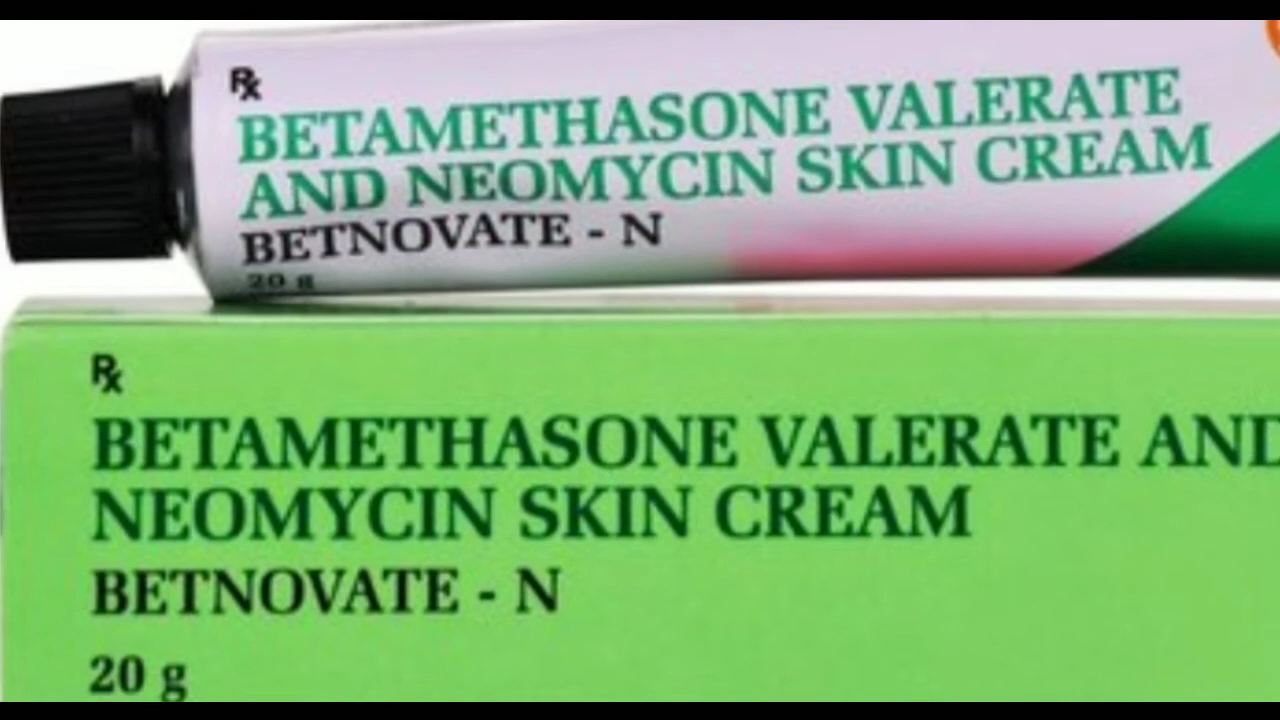 Rx
BETAMETHASONE VALERATE
AND NEOMYCIN SKIN CREAM
BETNOVATE - N
20 g
Rx
BETAMETHASONE VALERATE AND
NEOMYCIN SKIN CREAM
BETNOVATE - N
20 g